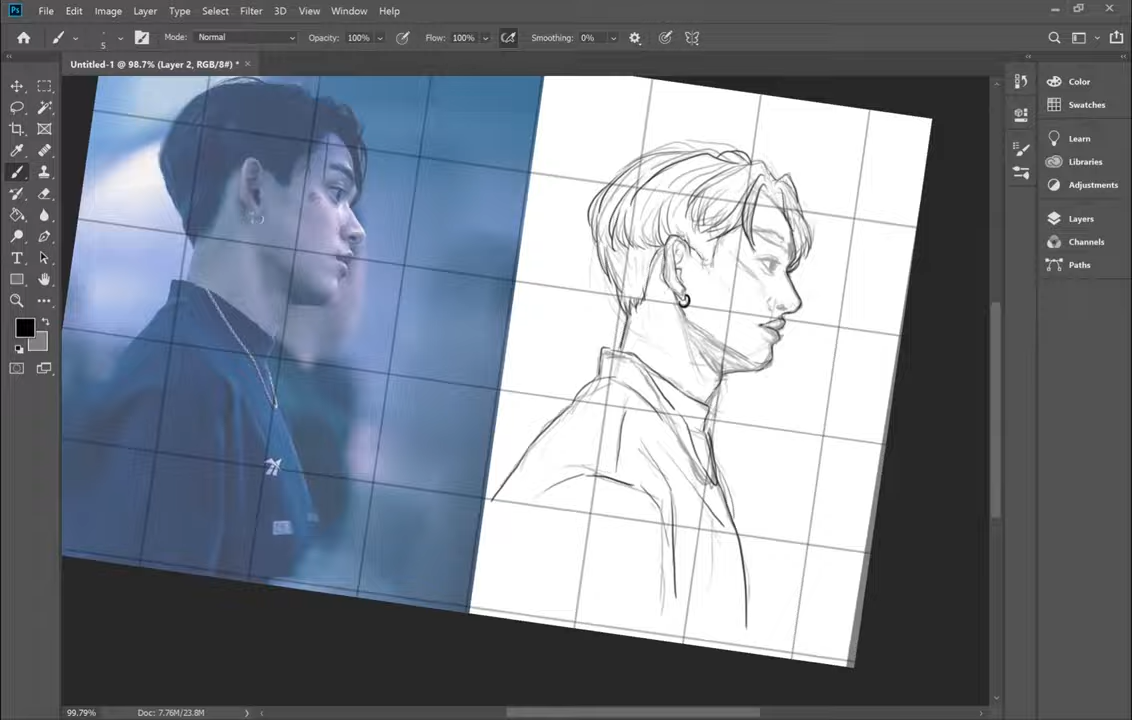 Ps File Edit Image Layer Type Select Filter 3D View Window Help
5 Mode: Normal Opacity: 100% Flow: 100% Smoothing: 0%
Untitled-1 @ 98.7% (Layer 2, RGB/8#) * ×
Color
Swatches
Learn
Libraries
Adjustments
Layers
Channels
Paths
99.79% Doc: 7.76M/23.8M